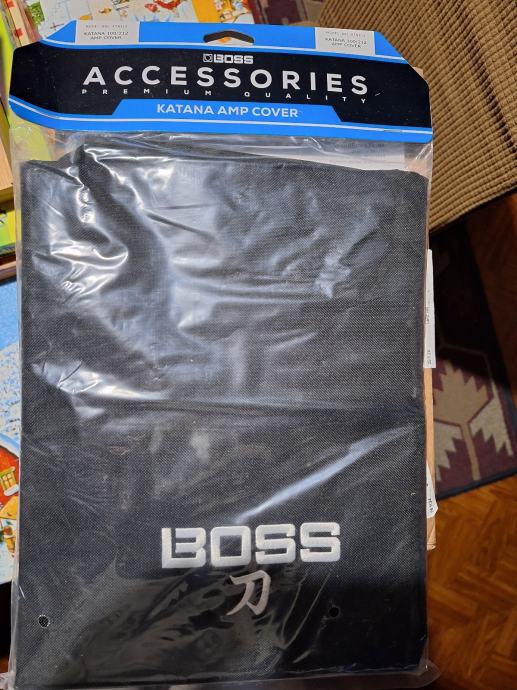 KATANA 100/212
AMP COVER
KATANA 100/212
AMP COVER
BOSS
ACCESSORIES
PREMIUM QUALITY
KATANA AMP COVER
BOSS
刀